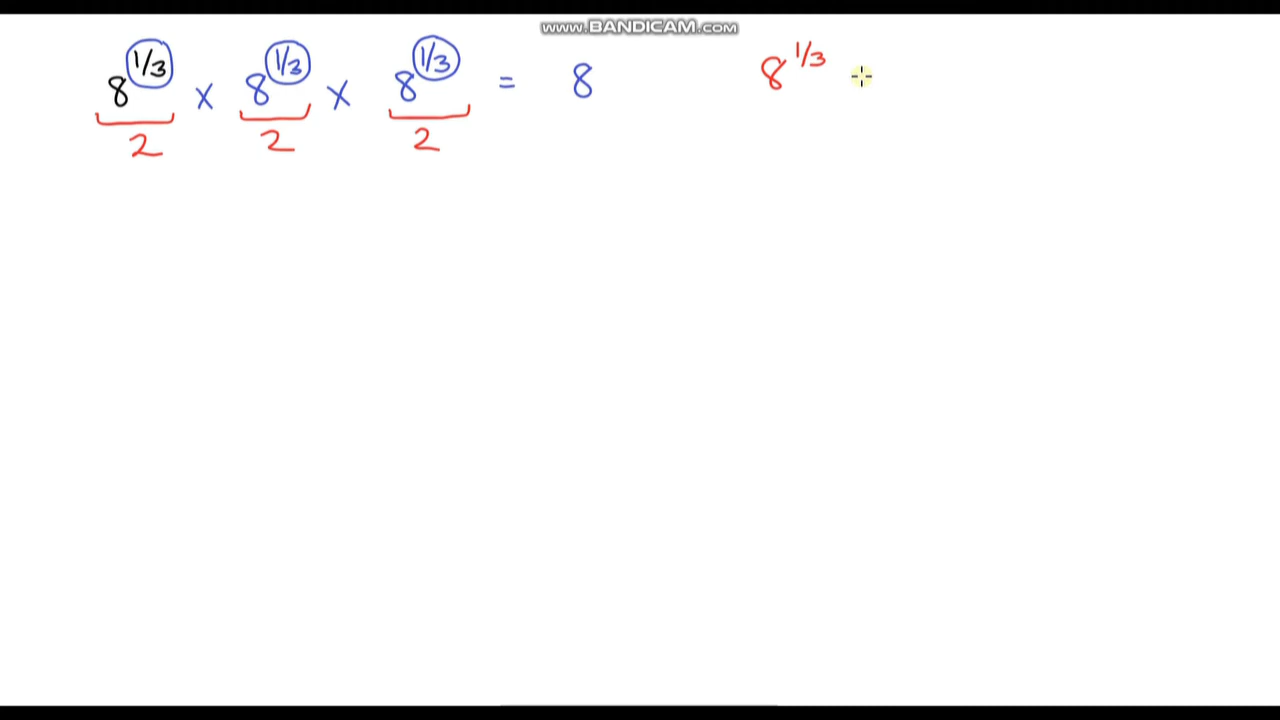 www.BANDICAM.com
8^(1/3) x 8^(1/3) x 8^(1/3) = 8 8^(1/3)
2 2 2